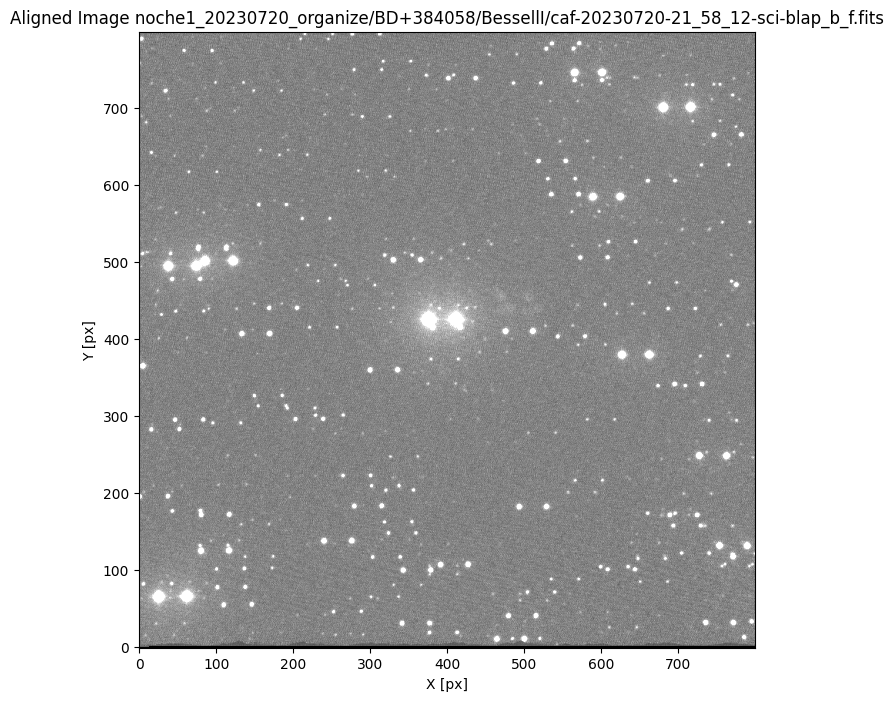 Aligned Image noche1_20230720_organize/BD+384058/BessellI/caf-20230720-21_58_12-sci-blap_b_f.fits
700
600
500
400
300
200
100
0
Y [px]
0 100 200 300 400 500 600 700
X [px]